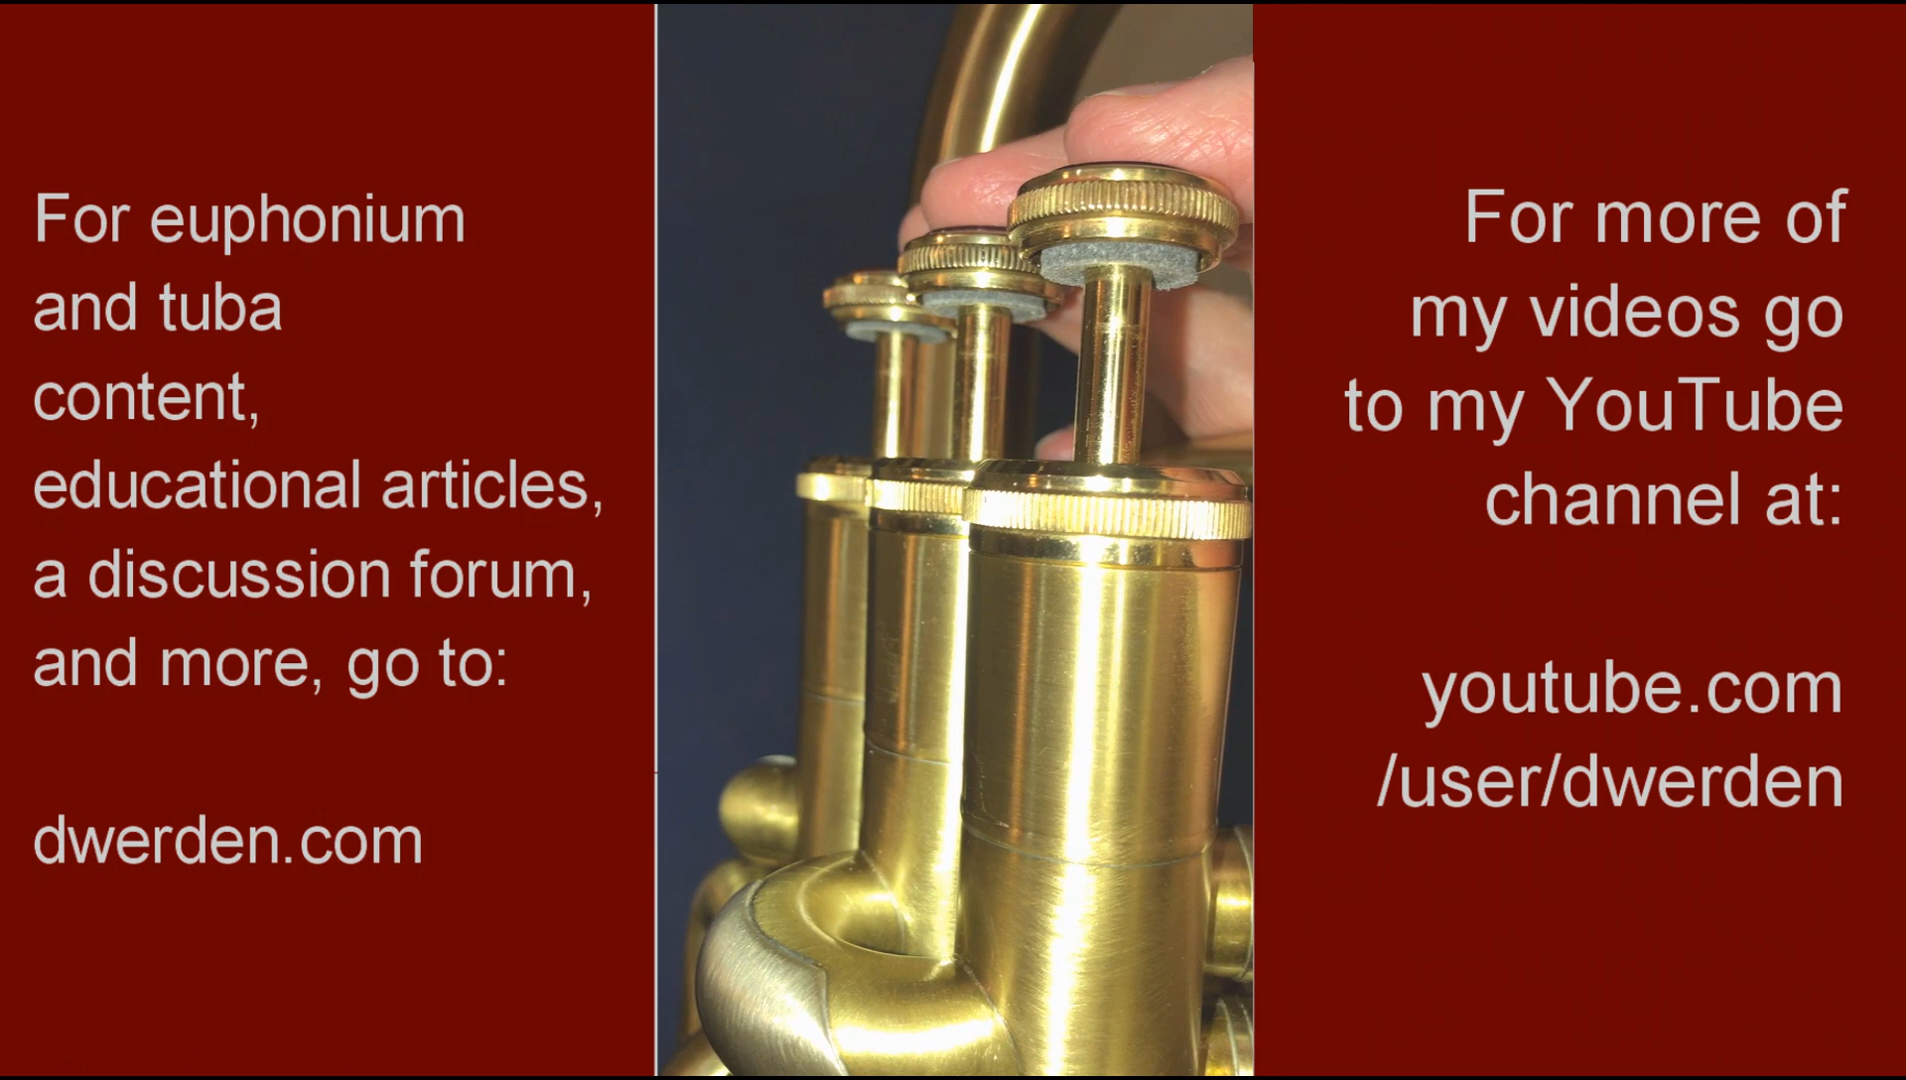 For euphonium
and tuba
content,
educational articles,
a discussion forum,
and more, go to:
dwerden.com
For more of
my videos go
to my YouTube
channel at:
youtube.com
/user/dwerden